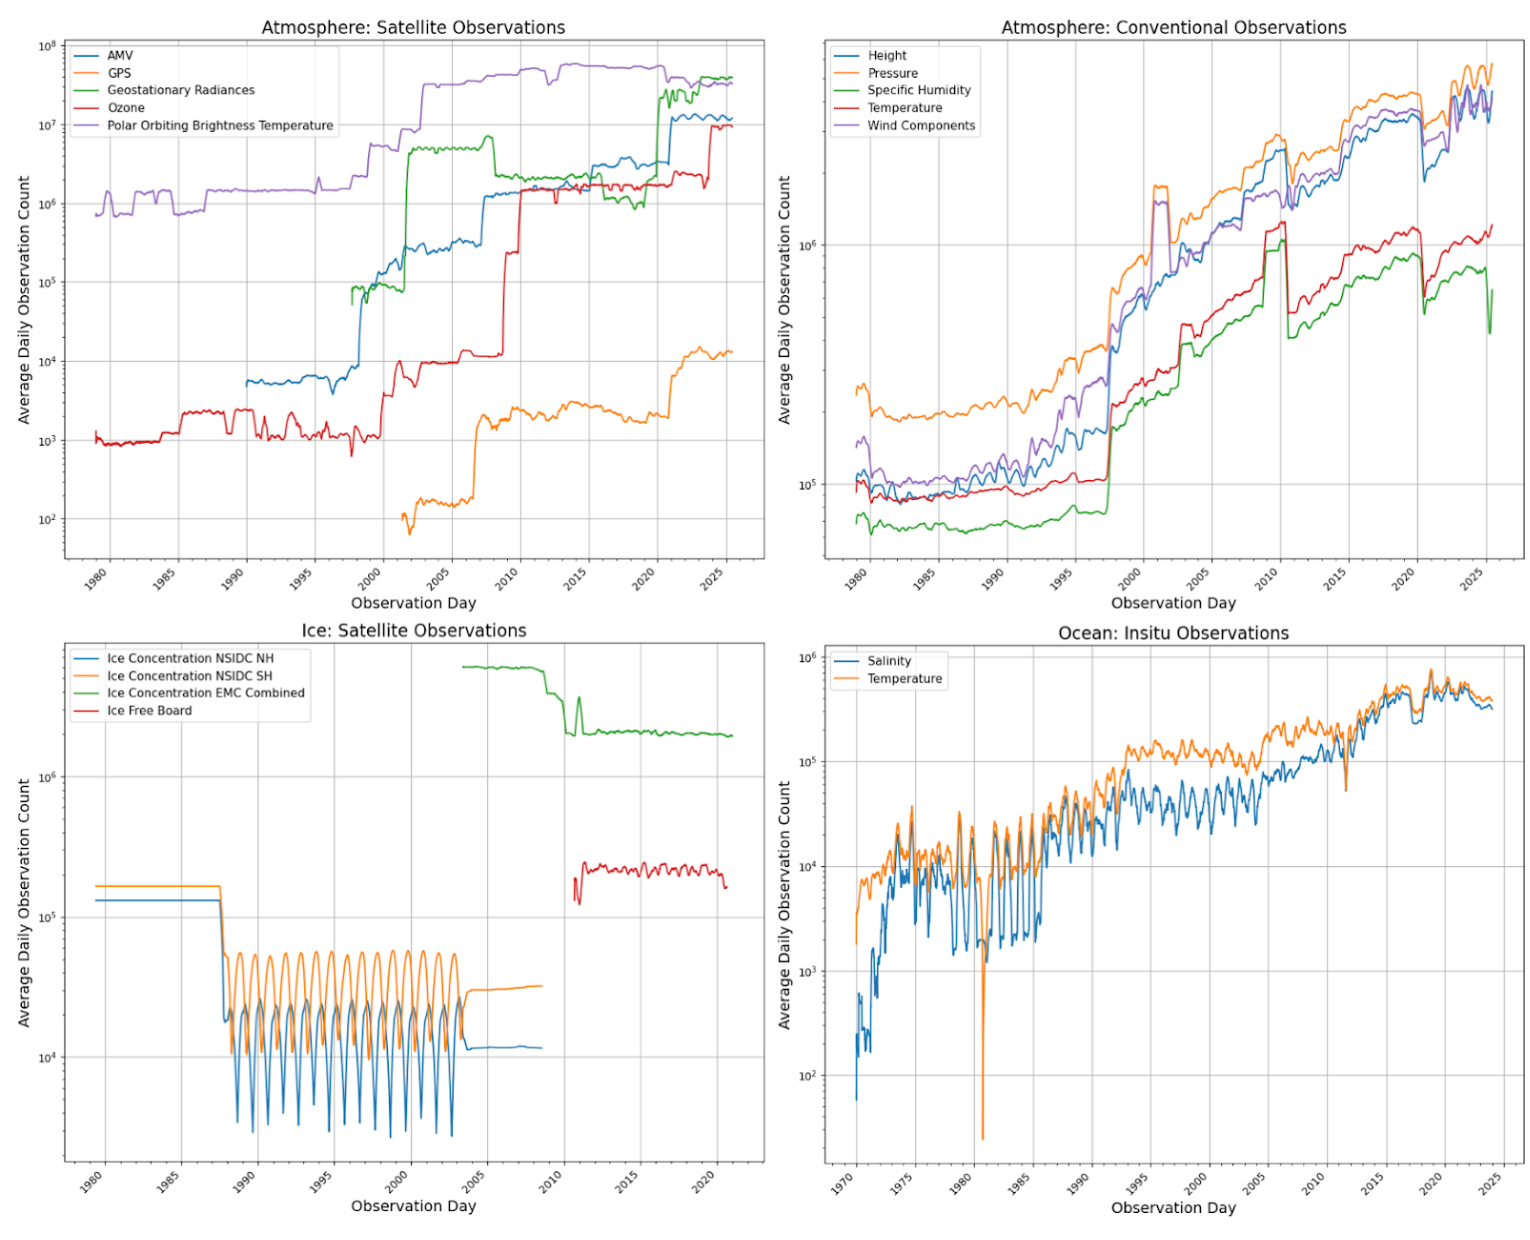 Atmosphere: Satellite Observations
AMV
GPS
Geostationary Radiances
Ozone
Polar Orbiting Brightness Temperature
Average Daily Observation Count
10^8
10^7
10^6
10^5
10^4
10^3
10^2
1980 1985 1990 1995 2000 2005 2010 2015 2020 2025
Observation Day
Atmosphere: Conventional Observations
Height
Pressure
Specific Humidity
Temperature
Wind Components
Average Daily Observation Count
10^6
10^5
1980 1985 1990 1995 2000 2005 2010 2015 2020 2025
Observation Day
Ice: Satellite Observations
Ice Concentration NSIDC NH
Ice Concentration NSIDC SH
Ice Concentration EMC Combined
Ice Free Board
Average Daily Observation Count
10^6
10^5
10^4
1980 1985 1990 1995 2000 2005 2010 2015 2020
Observation Day
Ocean: Insitu Observations
Salinity
Temperature
Average Daily Observation Count
10^6
10^5
10^4
10^3
10^2
1970 1975 1980 1985 1990 1995 2000 2005 2010 2015 2020 2025
Observation Day